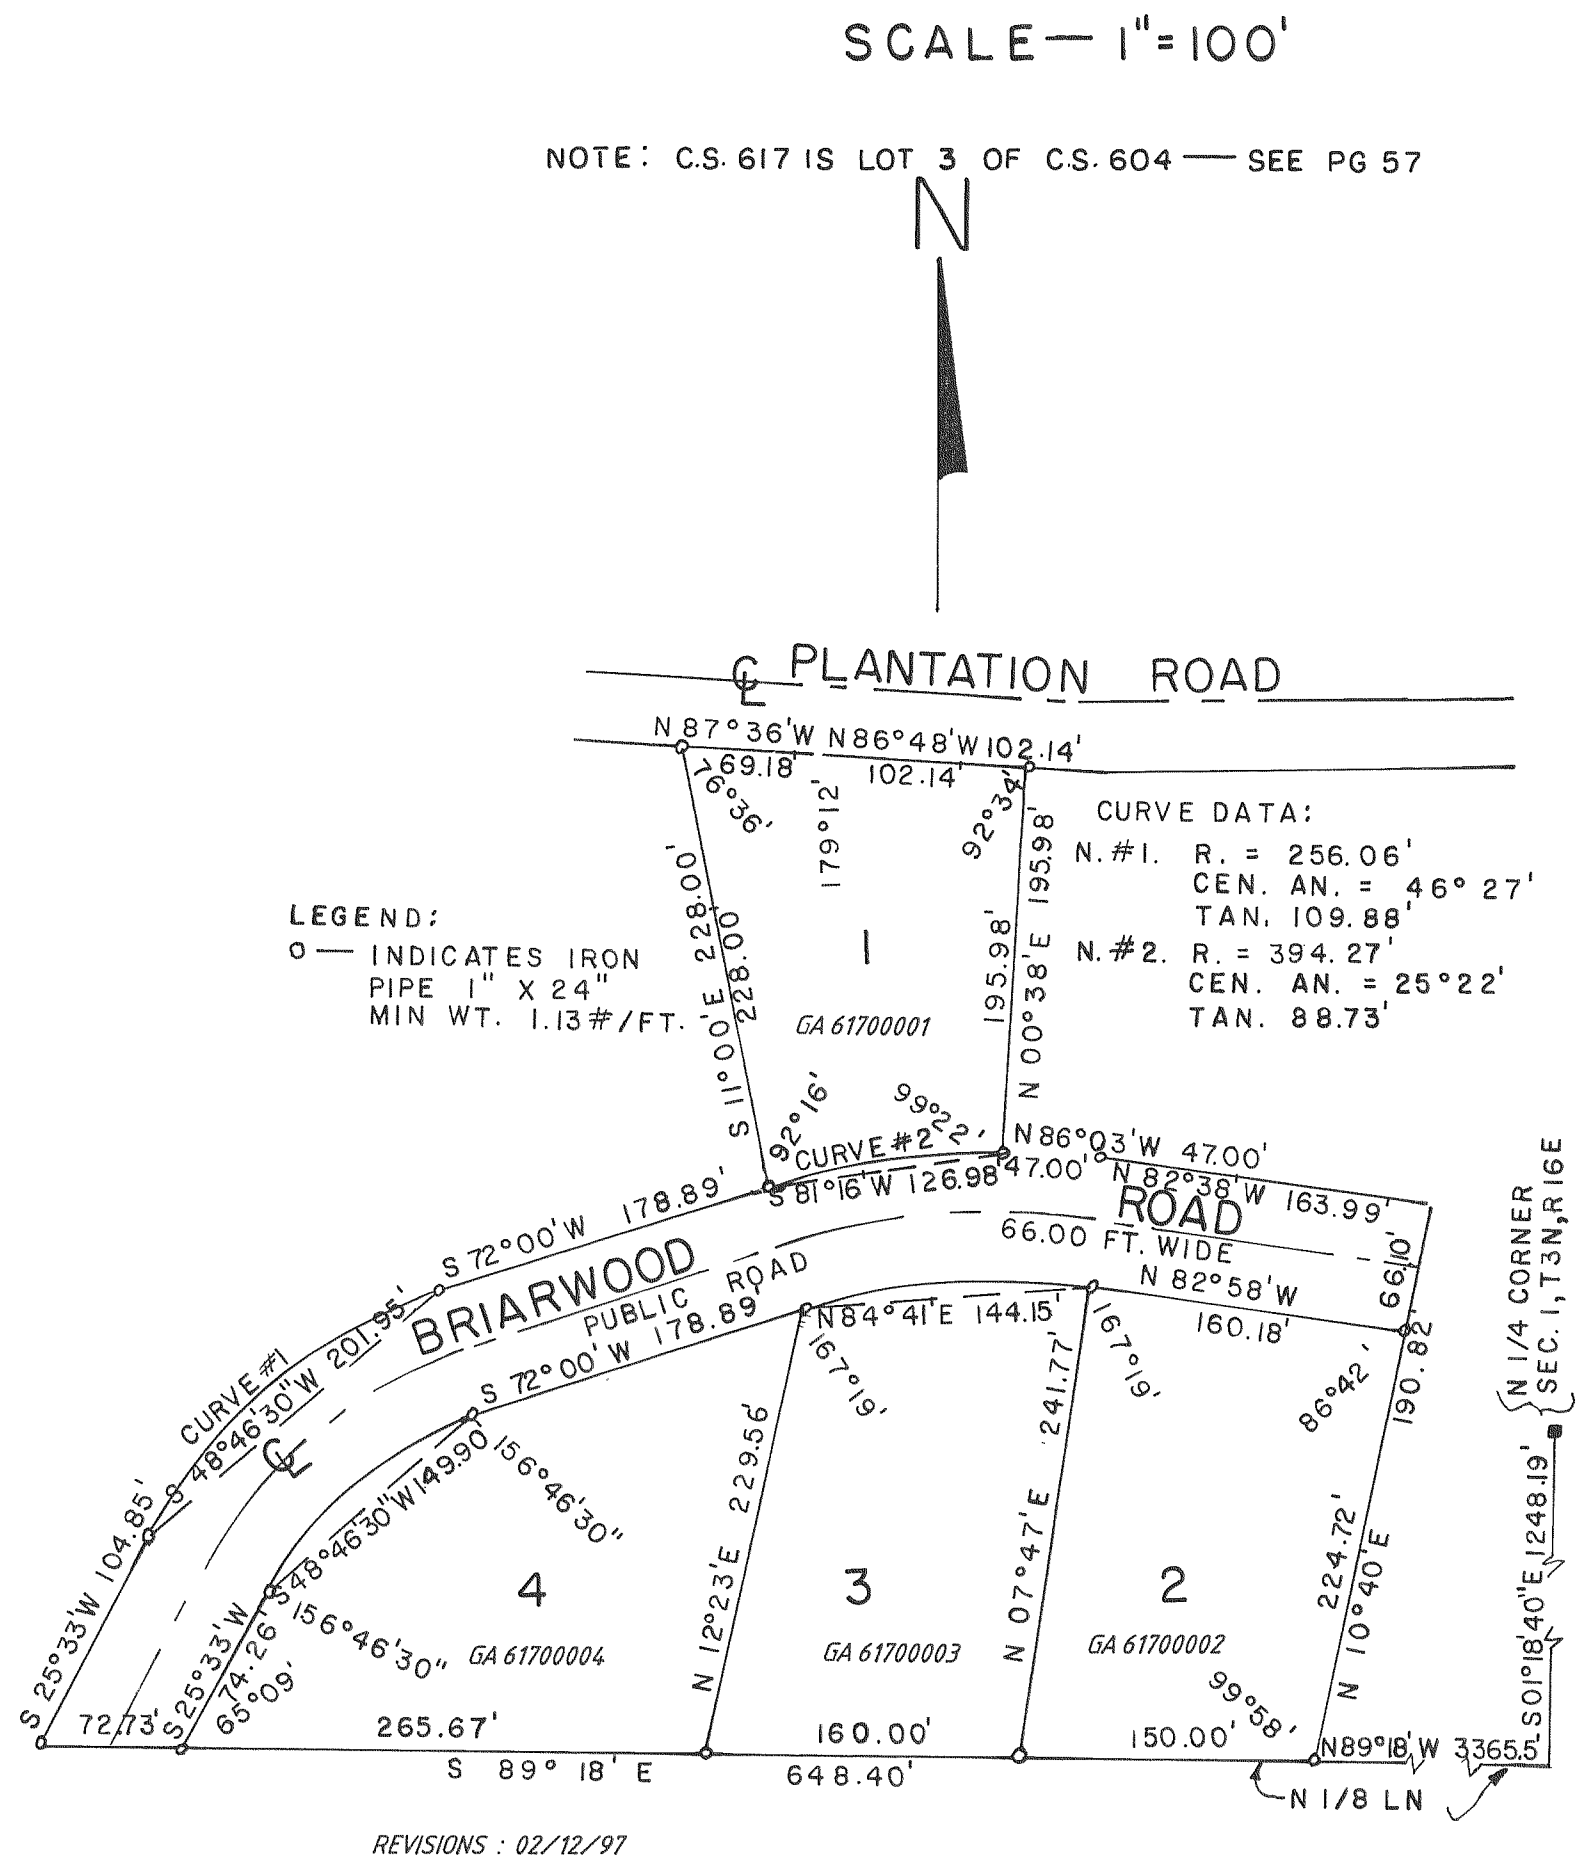 SCALE— 1"=100'
NOTE: C.S. 617 IS LOT 3 OF C.S. 604 — SEE PG 57
N
℄ PLANTATION ROAD
N 87°36'W N86°48'W 102.14'
69.18' 102.14'
76°36'
179°12'
92°34'
S 11°00'E 228.00'
228.00'
195.98'
N 00°38'E 195.98'
1
GA 61700001
92°16'
99°22'
CURVE DATA:
N.#1. R. = 256.06'
CEN. AN. = 46° 27'
TAN. 109.88'
N.#2. R. = 394.27'
CEN. AN. = 25°22'
TAN. 88.73'
LEGEND:
o — INDICATES IRON
PIPE 1" X 24"
MIN WT. 1.13#/FT.
CURVE #2
S 81°16'W 126.98'
N 86°03'W 47.00'
47.00'
N 82°38'W 163.99'
S 72°00'W 178.89'
BRIARWOOD ROAD
66.00 FT. WIDE
PUBLIC ROAD
S 72°00'W 178.89'
N84°41'E 144.15'
N 82°58'W
160.18'
66.10'
CURVE #1
S 48°46'30"W 201.95'
℄
S 25°33'W 104.85'
S 48°46'30"W 149.90'
156°46'30"
156°46'30"
S 25°33'W
74.26'
65°09'
4
GA 61700004
N 12°23'E 229.56'
167°19'
3
GA 61700003
N 07°47'E 241.77'
167°19'
2
GA 61700002
86°42'
99°58'
190.82'
224.72'
N 10°40'E
N 1/4 CORNER
SEC. 1, T3N, R16E
S01°18'40"E 1248.19'
72.73' 265.67' 160.00' 150.00'
N89°18'W 3365.5'
S 89° 18' E 648.40'
N 1/8 LN
REVISIONS : 02/12/97